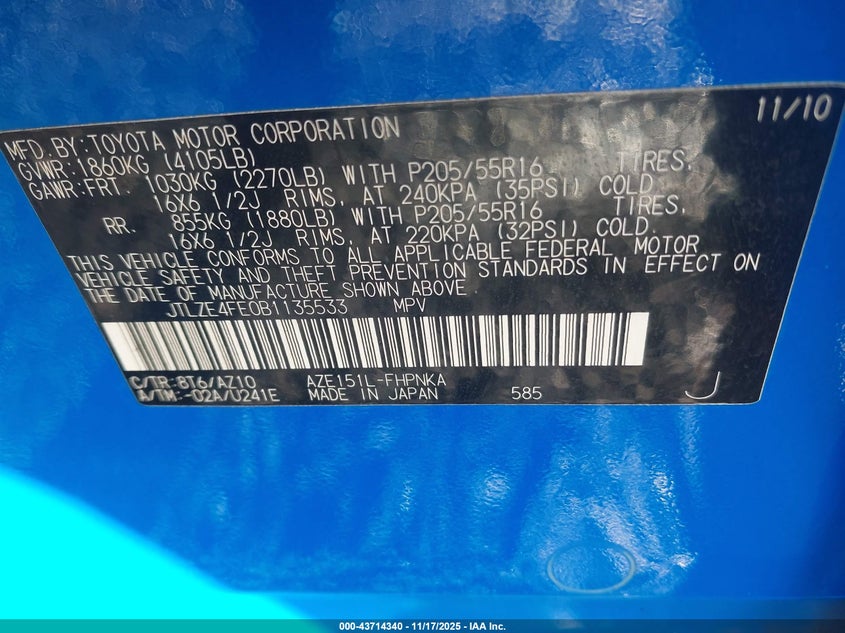 11/10
MFD.BY:TOYOTA MOTOR CORPORATION
GVWR:1860KG (4105LB)
GAWR:FRT. 1030KG (2270LB) WITH P205/55R16 TIRES,
16X6 1/2J RIMS, AT 240KPA (35PSI) COLD.
RR. 855KG (1880LB) WITH P205/55R16 TIRES,
16X6 1/2J RIMS, AT 220KPA (32PSI) COLD.
THIS VEHICLE CONFORMS TO ALL APPLICABLE FEDERAL MOTOR
VEHICLE SAFETY AND THEFT PREVENTION STANDARDS IN EFFECT ON
THE DATE OF MANUFACTURE SHOWN ABOVE.
JTLZE4FE0B1135533 MPV
C/TR:8T6/AZ10 AZE151L-FHPNKA
A/TM:-02A/U241E MADE IN JAPAN 585 J
000-43714340 - 11/17/2025 - IAA Inc.